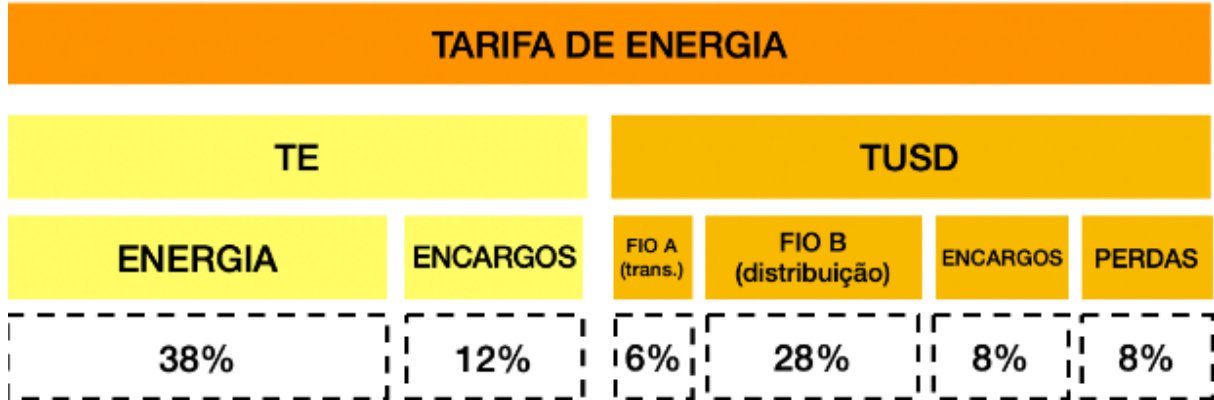 TARIFA DE ENERGIA
TE TUSD
ENERGIA ENCARGOS FIO A (trans.) FIO B (distribuição) ENCARGOS PERDAS
38% 12% 6% 28% 8% 8%